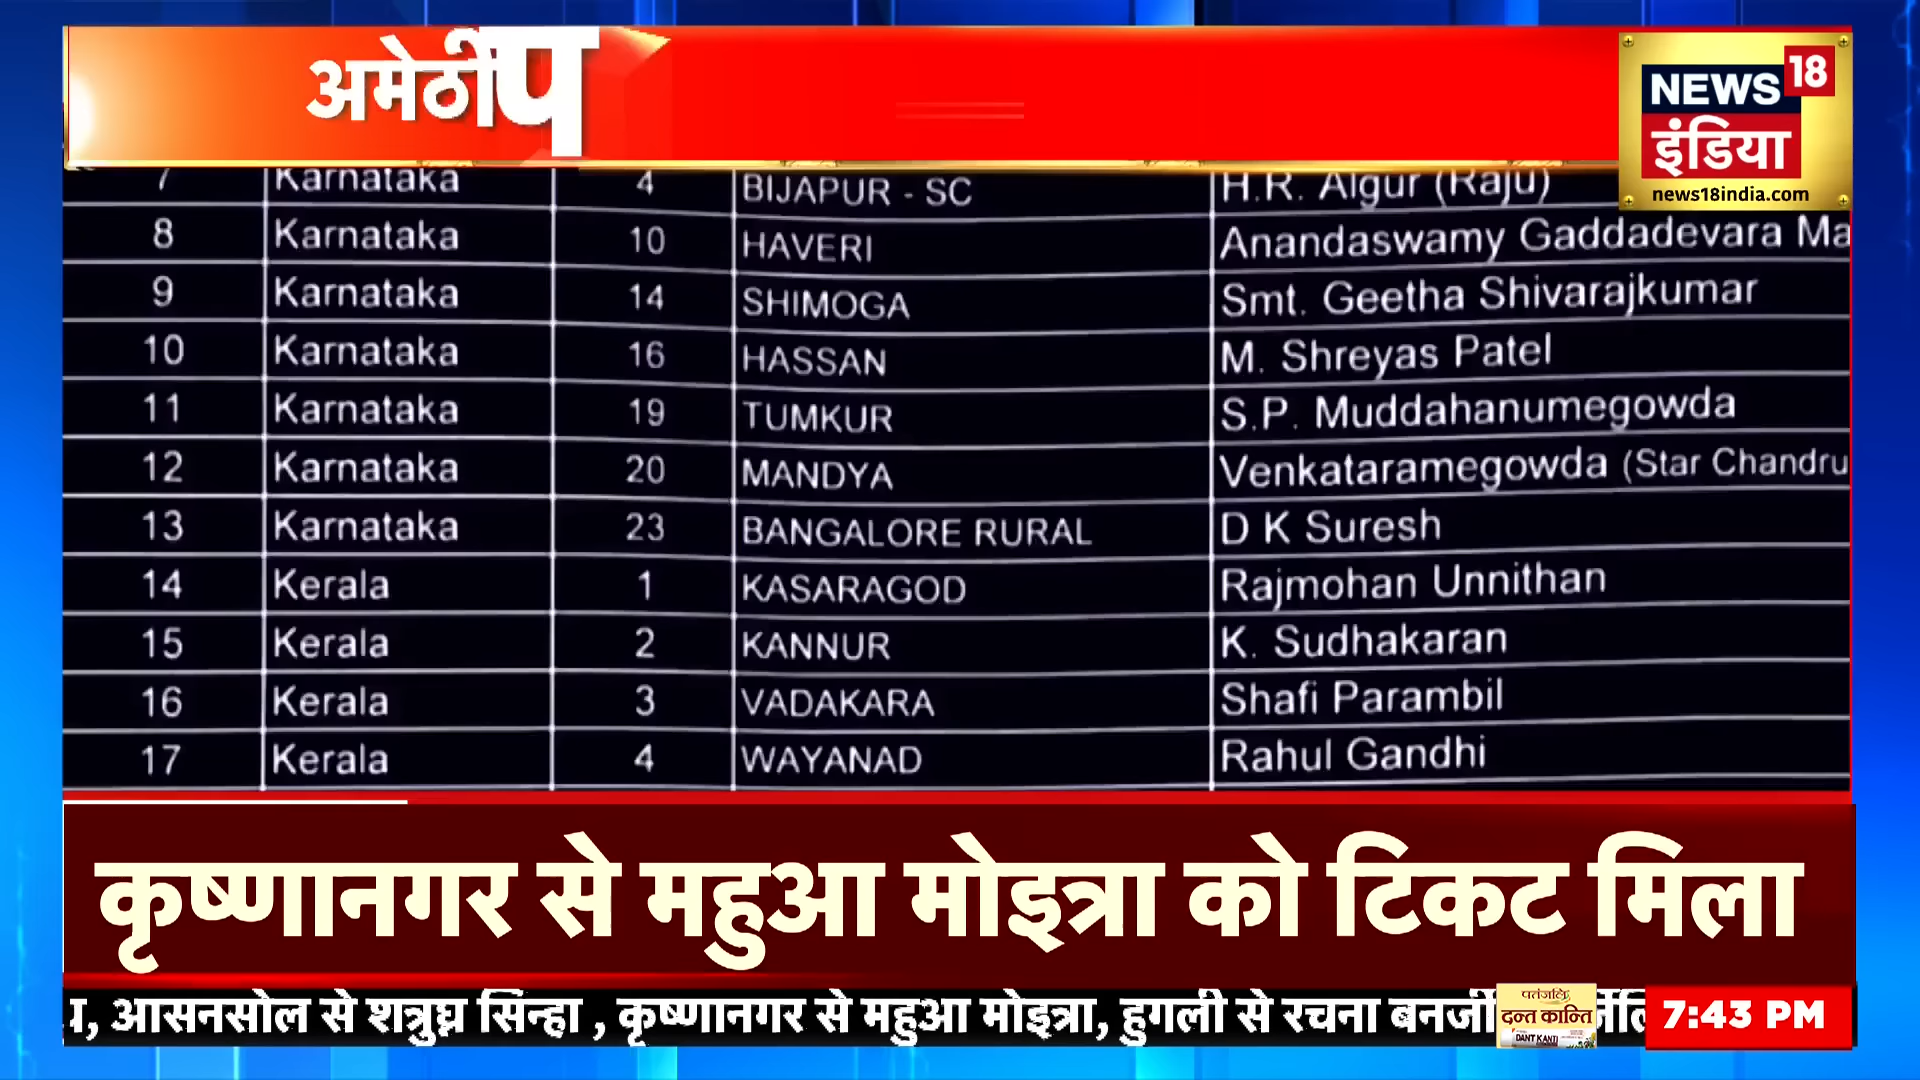 अमेठी प
NEWS 18
इंडिया
news18india.com
7 Karnataka 4 BIJAPUR - SC H.R. Algur (Raju)
8 Karnataka 10 HAVERI Anandaswamy Gaddadevara Ma
9 Karnataka 14 SHIMOGA Smt. Geetha Shivarajkumar
10 Karnataka 16 HASSAN M. Shreyas Patel
11 Karnataka 19 TUMKUR S.P. Muddahanumegowda
12 Karnataka 20 MANDYA Venkataramegowda (Star Chandru
13 Karnataka 23 BANGALORE RURAL D K Suresh
14 Kerala 1 KASARAGOD Rajmohan Unnithan
15 Kerala 2 KANNUR K. Sudhakaran
16 Kerala 3 VADAKARA Shafi Parambil
17 Kerala 4 WAYANAD Rahul Gandhi
कृष्णानगर से महुआ मोइत्रा को टिकट मिला
, आसनसोल से शत्रुघ्न सिन्हा , कृष्णानगर से महुआ मोइत्रा, हुगली से रचना बनर्जी
पतंजलि
दन्त कान्ति
DANT KANTI
7:43 PM